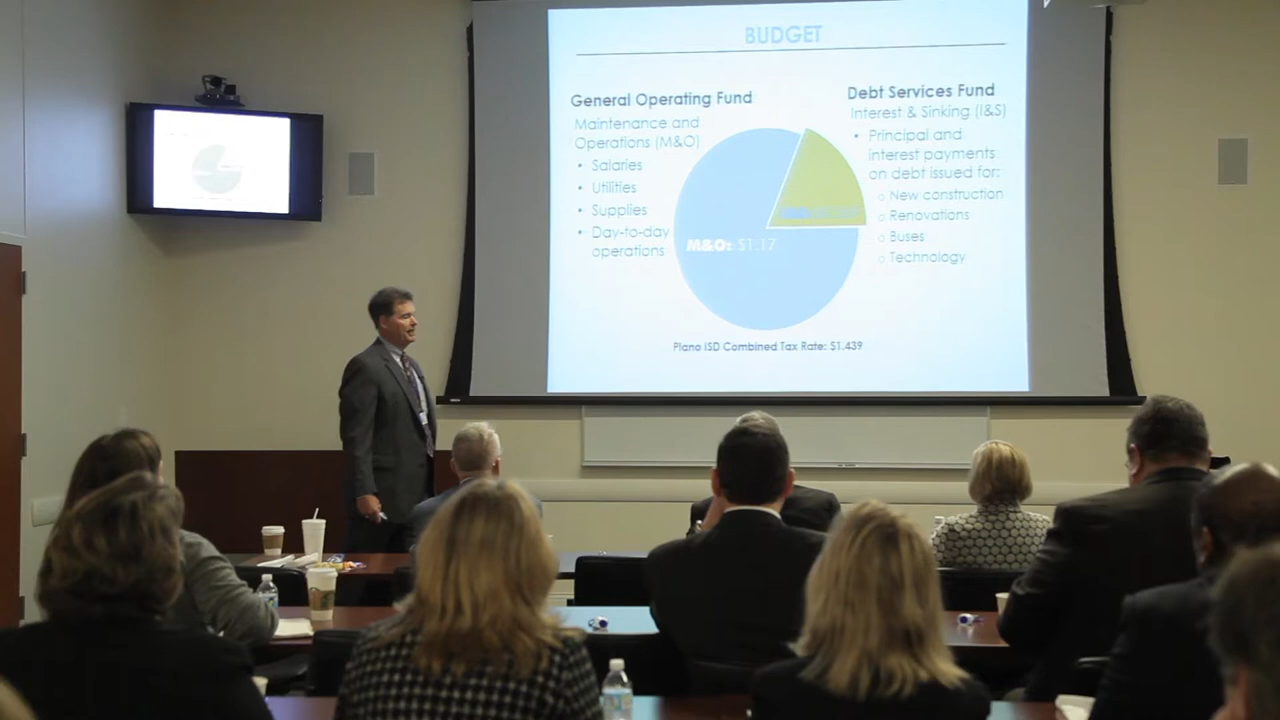 BUDGET
General Operating Fund
Maintenance and
Operations (M&O)
• Salaries
• Utilities
• Supplies
• Day-to-day
operations
Debt Services Fund
Interest & Sinking (I&S)
• Principal and
interest payments
on debt issued for:
○ New construction
○ Renovations
○ Buses
○ Technology
M&O: $1.17
Plano ISD Combined Tax Rate: $1.439